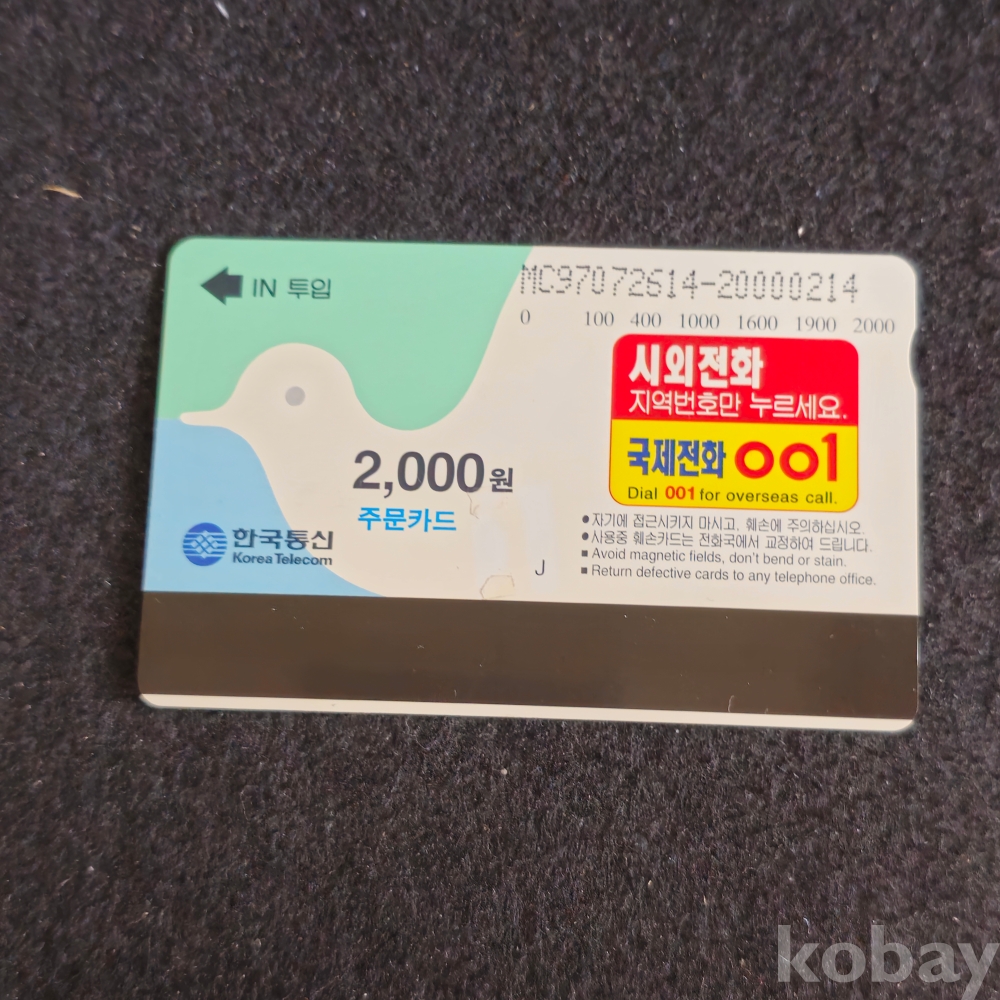 IN 투입
MC97072614-20000214
0 100 400 1000 1600 1900 2000
시외전화
지역번호만 누르세요.
국제전화 001
Dial 001 for overseas call.
2,000원
주문카드
한국통신
Korea Telecom
J
●자기에 접근시키지 마시고, 훼손에 주의하십시오.
●사용중 훼손카드는 전화국에서 교정하여 드립니다.
■ Avoid magnetic fields, don't bend or stain.
■ Return defective cards to any telephone office.
kobay